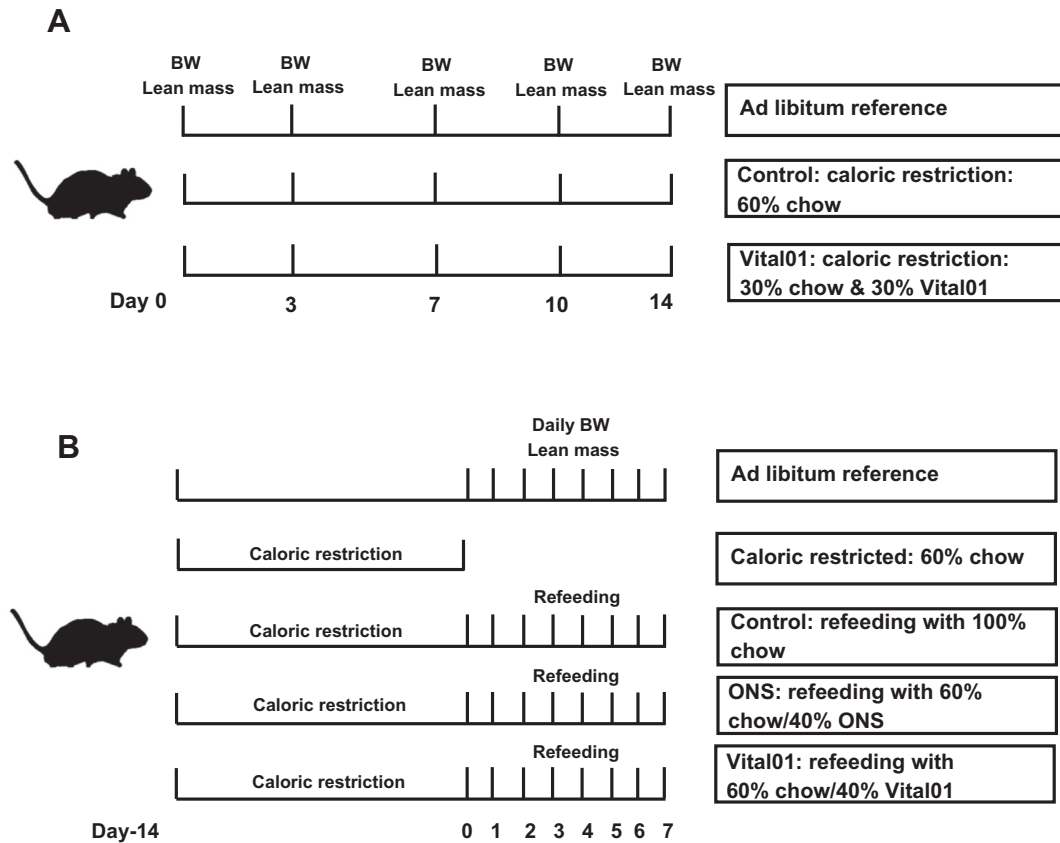 A
BW BW BW BW BW
Lean mass Lean mass Lean mass Lean mass Lean mass
Ad libitum reference
Control: caloric restriction:
60% chow
Vital01: caloric restriction:
30% chow & 30% Vital01
Day 0 3 7 10 14
B
Daily BW
Lean mass
Ad libitum reference
Caloric restriction
Caloric restricted: 60% chow
Refeeding
Caloric restriction
Control: refeeding with 100%
chow
Refeeding
Caloric restriction
ONS: refeeding with 60%
chow/40% ONS
Refeeding
Caloric restriction
Vital01: refeeding with
60% chow/40% Vital01
Day-14 0 1 2 3 4 5 6 7